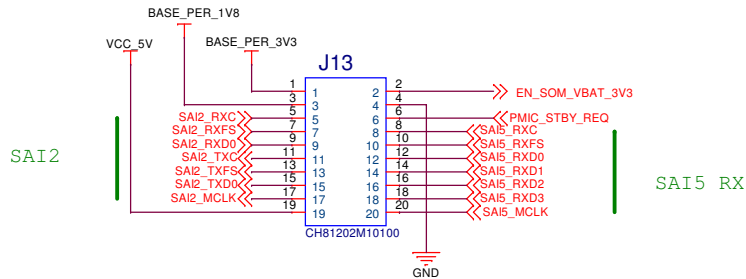 BASE_PER_1V8
VCC_5V
BASE_PER_3V3
J13
1 1 2 2 EN_SOM_VBAT_3V3
3 3 4 4
SAI2_RXC 5 5 6 6 PMIC_STBY_REQ
SAI2_RXFS 7 7 8 8 SAI5_RXC
SAI2_RXD0 9 9 10 10 SAI5_RXFS
SAI2_TXC 11 11 12 12 SAI5_RXD0
SAI2_TXFS 13 13 14 14 SAI5_RXD1
SAI2_TXD0 15 15 16 16 SAI5_RXD2
SAI2_MCLK 17 17 18 18 SAI5_RXD3
19 19 20 20 SAI5_MCLK
SAI2
SAI5 RX
CH81202M10100
GND